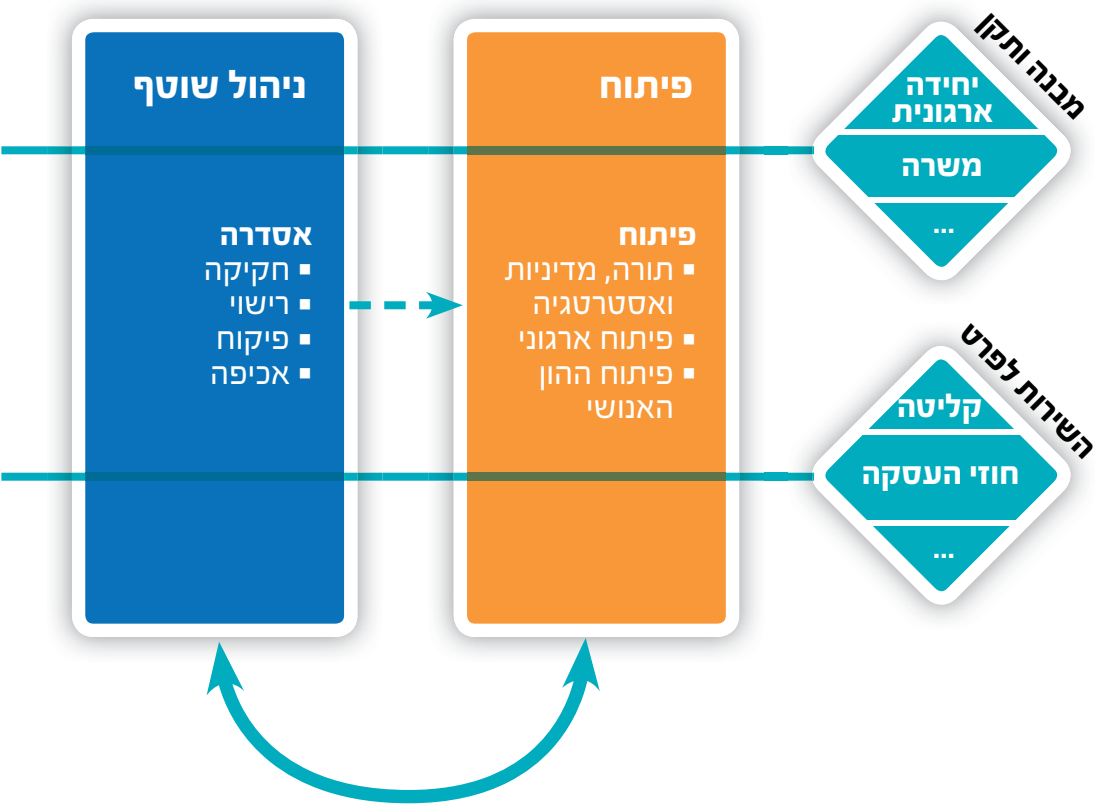 מבנה ותקן
יחידה
ארגונית
משרה
...
השירות לפרט
קליטה
חוזי העסקה
...
פיתוח
פיתוח
▪ תורה, מדיניות
ואסטרטגיה
▪ פיתוח ארגוני
▪ פיתוח ההון
האנושי
ניהול שוטף
אסדרה
▪ חקיקה
▪ רישוי
▪ פיקוח
▪ אכיפה